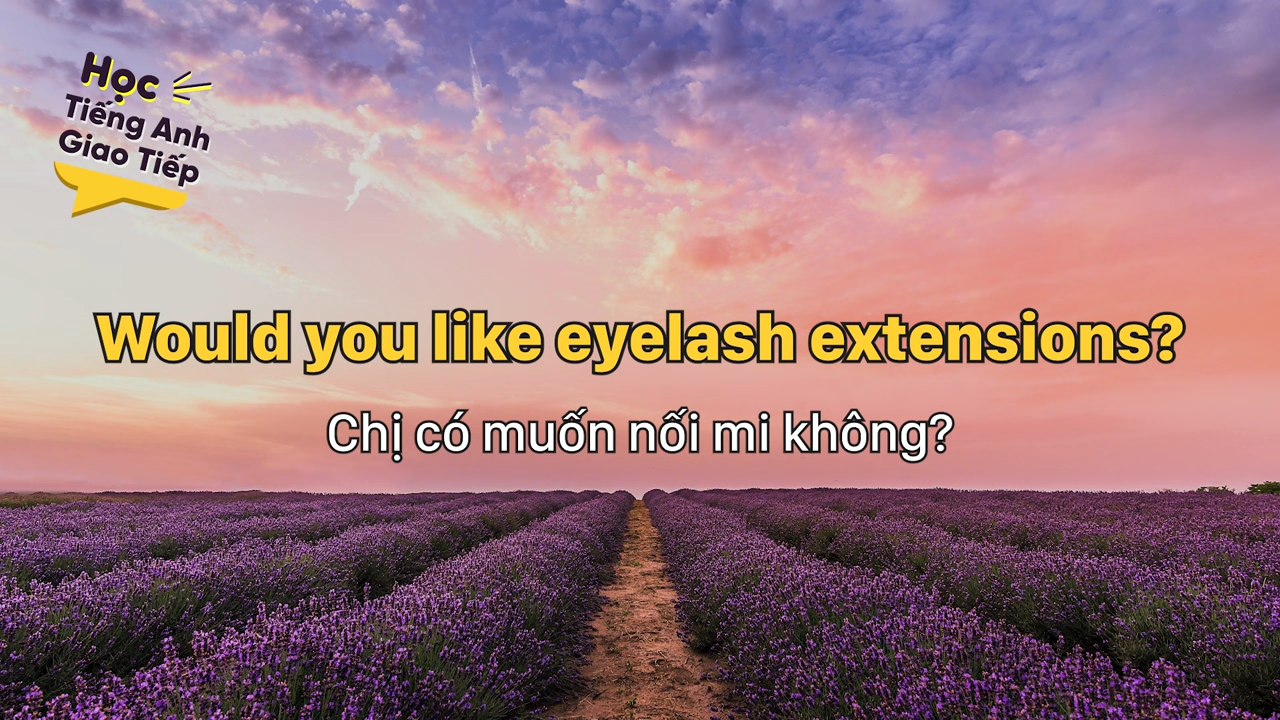 Học
Tiếng Anh
Giao Tiếp
Would you like eyelash extensions?
Chị có muốn nối mi không?